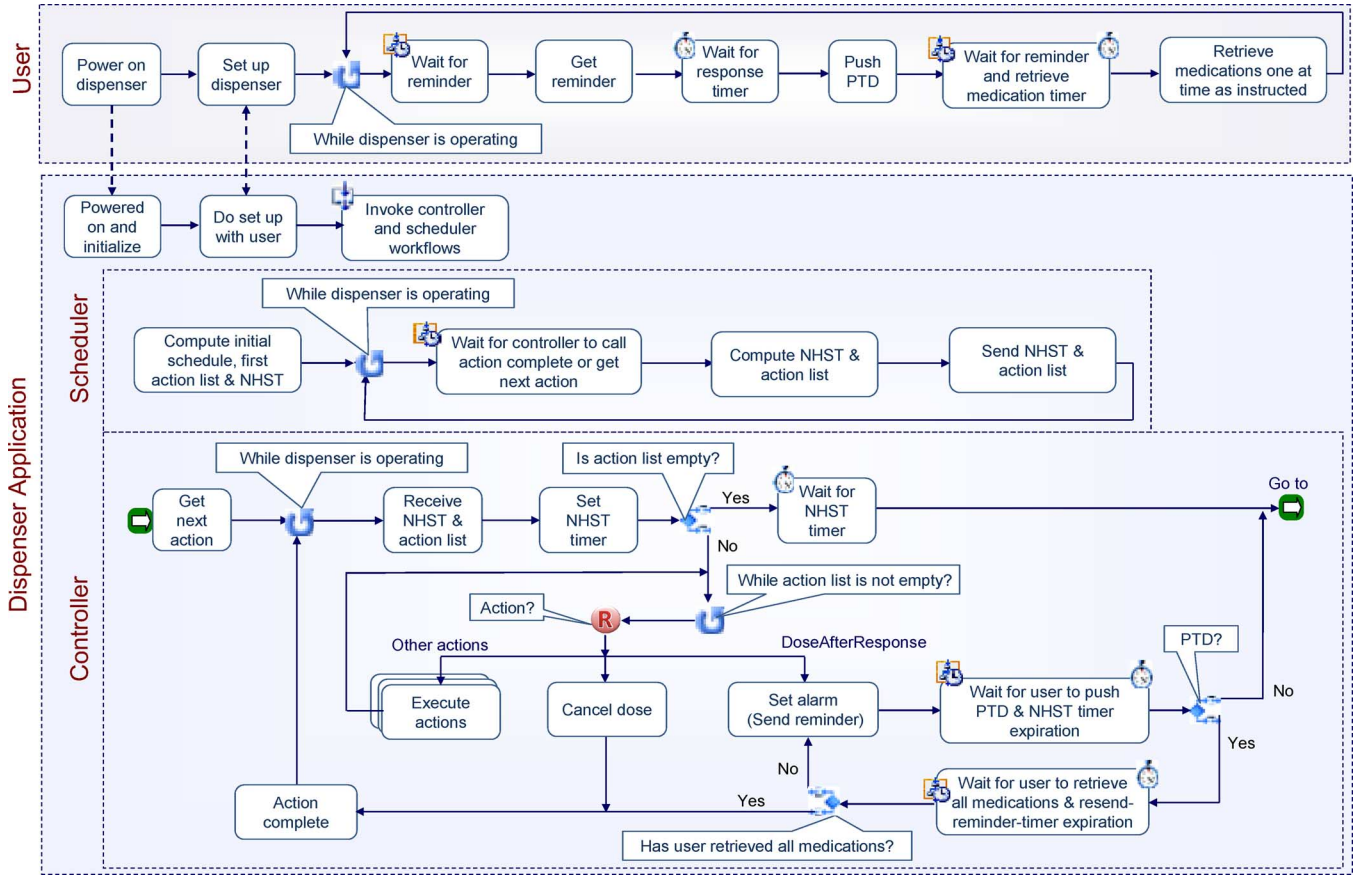 User
Power on
dispenser
Set up
dispenser
While dispenser is operating
Wait for
reminder
Get
reminder
Wait for
response
timer
Push
PTD
Wait for reminder
and retrieve
medication timer
Retrieve
medications one at
time as instructed
Dispenser Application
Powered
on and
initialize
Do set up
with user
Invoke controller
and scheduler
workflows
Scheduler
While dispenser is operating
Compute initial
schedule, first
action list & NHST
Wait for controller to call
action complete or get
next action
Compute NHST &
action list
Send NHST &
action list
Controller
While dispenser is operating
Is action list empty?
Get
next
action
Receive
NHST &
action list
Set
NHST
timer
Yes
No
Wait for
NHST
timer
Go to
While action list is not empty?
Action?
R
Other actions
DoseAfterResponse
PTD?
Execute
actions
Cancel dose
Set alarm
(Send reminder)
Wait for user to push
PTD & NHST timer
expiration
No
Yes
Wait for user to retrieve
all medications & resend-
reminder-timer expiration
No
Yes
Has user retrieved all medications?
Action
complete